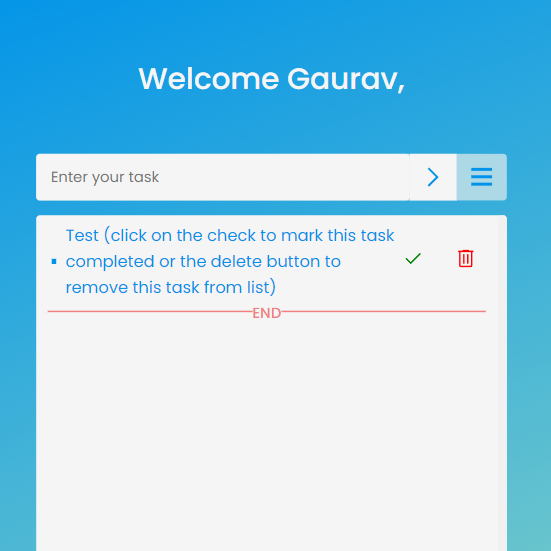 Welcome Gaurav,
Enter your task
Test (click on the check to mark this task
completed or the delete button to
remove this task from list)
END